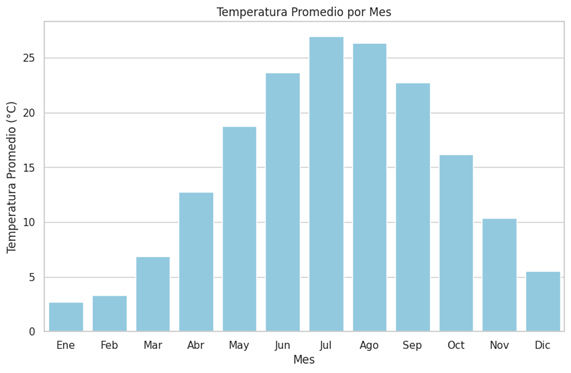 Temperatura Promedio por Mes
Temperatura Promedio (°C)
25
20
15
10
5
0
Ene Feb Mar Abr May Jun Jul Ago Sep Oct Nov Dic
Mes